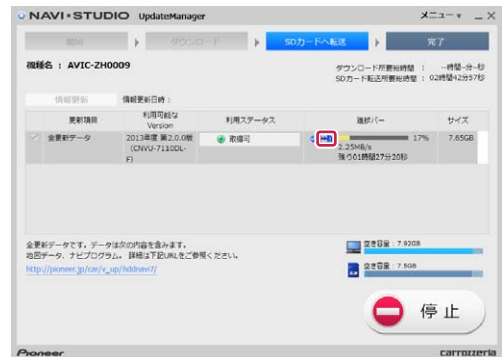 NAVI•STUDIO UpdateManager
メニュー
ダウンロード
SDカードへ転送
完了
機種名 : AVIC-ZH0009
ダウンロード所要総時間 : --時間-分-秒
SDカード転送所要総時間 : 02時間42分57秒
情報更新
情報更新日時 :
更新項目
利用可能な
Version
利用ステータス
進捗バー
サイズ
全更新データ
2013年度 第2.0.0版
(CNVU-7110DL-
F)
取得可
17%
7.65GB
2.25MB/s
残り01時間27分20秒
全更新データです。データは次の内容を含みます。
地図データ、ナビプログラム。 詳細は下記URLをご参照ください。
http://pioneer.jp/car/v_up/hddnavi7/
空き容量 : 7.92GB
空き容量 : 7.5GB
停止
Pioneer
carrozzeria